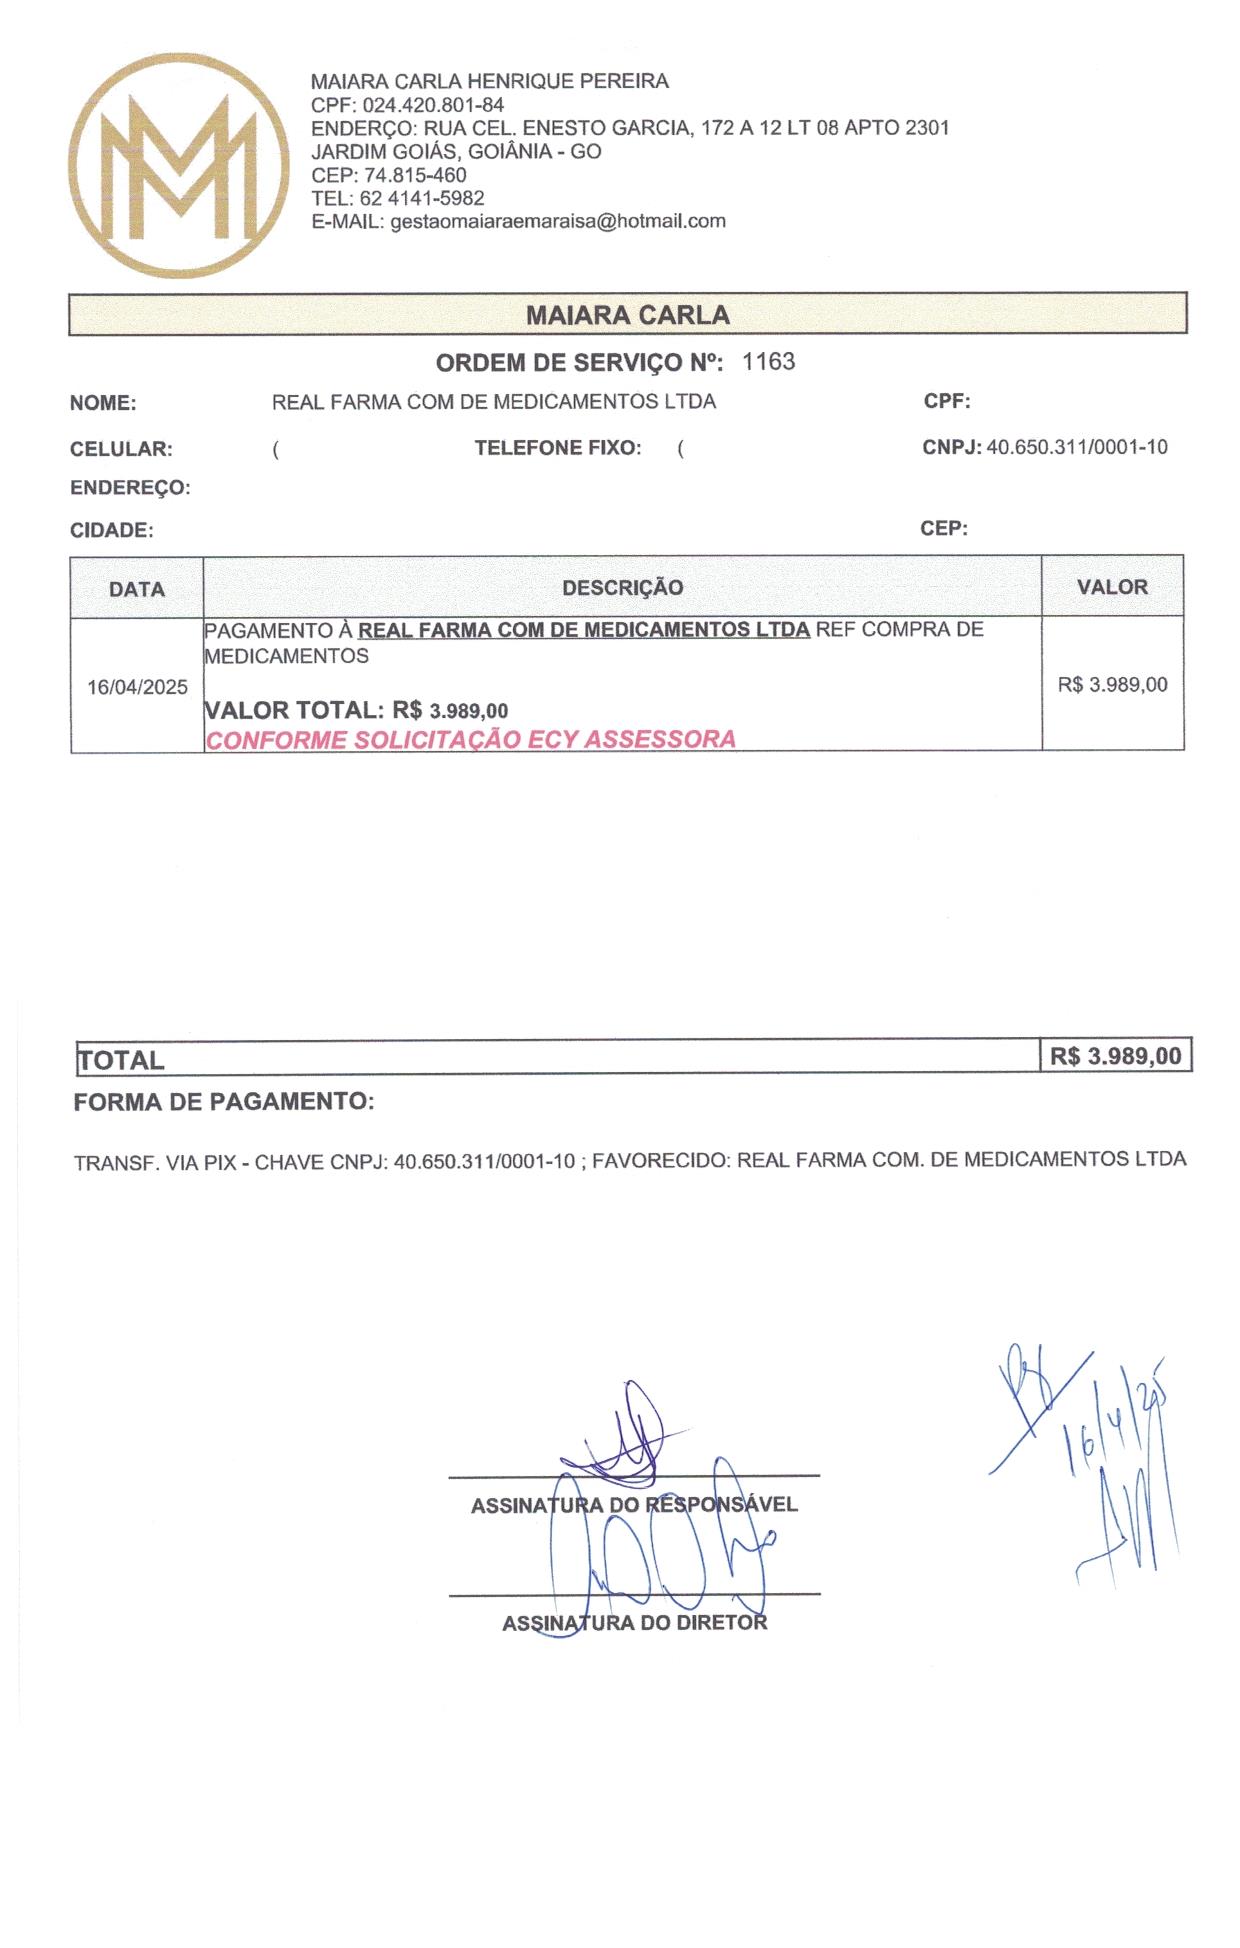 MAIARA CARLA HENRIQUE PEREIRA
CPF: 024.420.801-84
ENDERÇO: RUA CEL. ENESTO GARCIA, 172 A 12 LT 08 APTO 2301
JARDIM GOIÁS, GOIÂNIA - GO
CEP: 74.815-460
TEL: 62 4141-5982
E-MAIL: gestaomaiaraemaraisa@hotmail.com
MAIARA CARLA
ORDEM DE SERVIÇO Nº: 1163
NOME: REAL FARMA COM DE MEDICAMENTOS LTDA CPF:
CELULAR: ( TELEFONE FIXO: ( CNPJ: 40.650.311/0001-10
ENDEREÇO:
CIDADE: CEP:
DATA DESCRIÇÃO VALOR
PAGAMENTO À REAL FARMA COM DE MEDICAMENTOS LTDA REF COMPRA DE
MEDICAMENTOS
16/04/2025 R$ 3.989,00
VALOR TOTAL: R$ 3.989,00
CONFORME SOLICITAÇÃO ECY ASSESSORA
TOTAL R$ 3.989,00
FORMA DE PAGAMENTO:
TRANSF. VIA PIX - CHAVE CNPJ: 40.650.311/0001-10 ; FAVORECIDO: REAL FARMA COM. DE MEDICAMENTOS LTDA
16/4/25
ASSINATURA DO RESPONSÁVEL
ASSINATURA DO DIRETOR